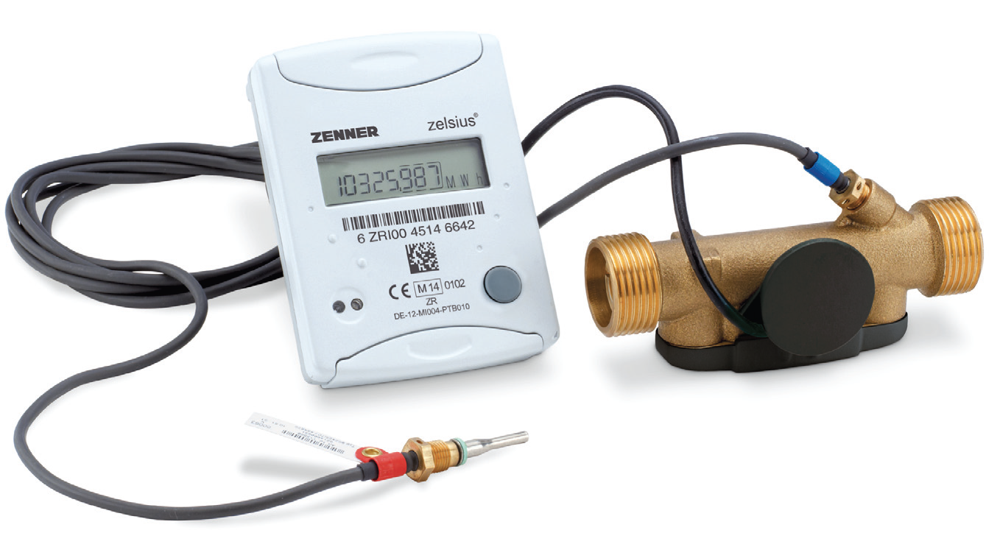 ZENNER
zelsius®
10325,987 MWh
6 ZRI00 4514 6642
CE M14 0102
ZR
DE-12-MI004-PTB010